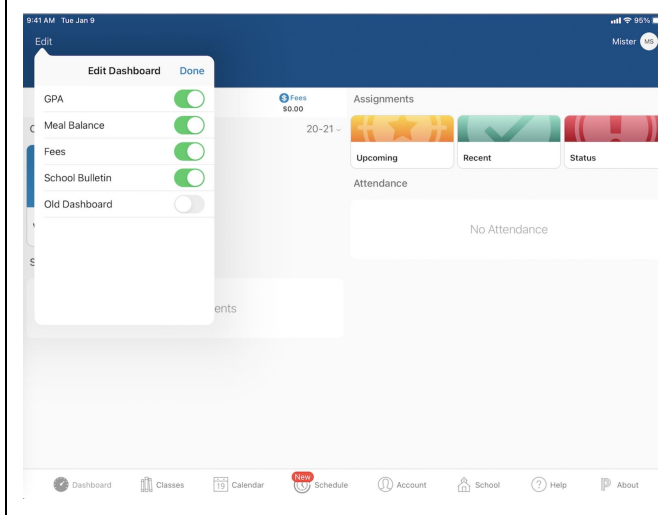 9:41 AM Tue Jan 9
95%
Edit
Mister MS
Edit Dashboard Done
GPA
Meal Balance
Fees
School Bulletin
Old Dashboard
$ Fees
$0.00
20-21
ents
Assignments
Upcoming
Recent
Status
Attendance
No Attendance
Dashboard
Classes
19 Calendar
New
Schedule
Account
School
? Help
P About